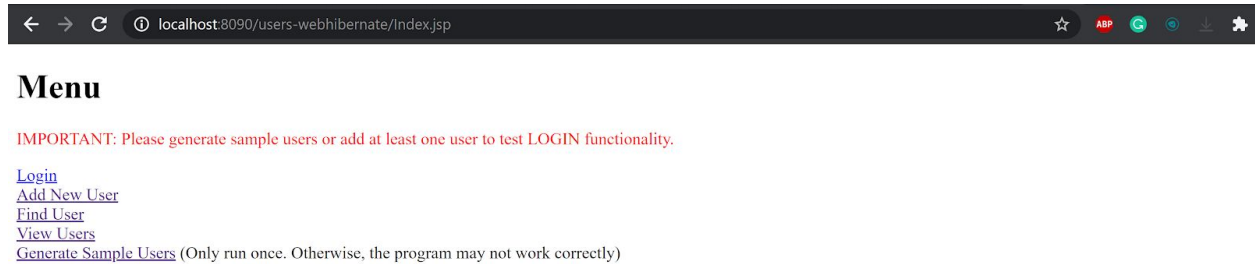 localhost:8090/users-webhibernate/Index.jsp
ABP
G
Menu
IMPORTANT: Please generate sample users or add at least one user to test LOGIN functionality.
Login
Add New User
Find User
View Users
Generate Sample Users (Only run once. Otherwise, the program may not work correctly)